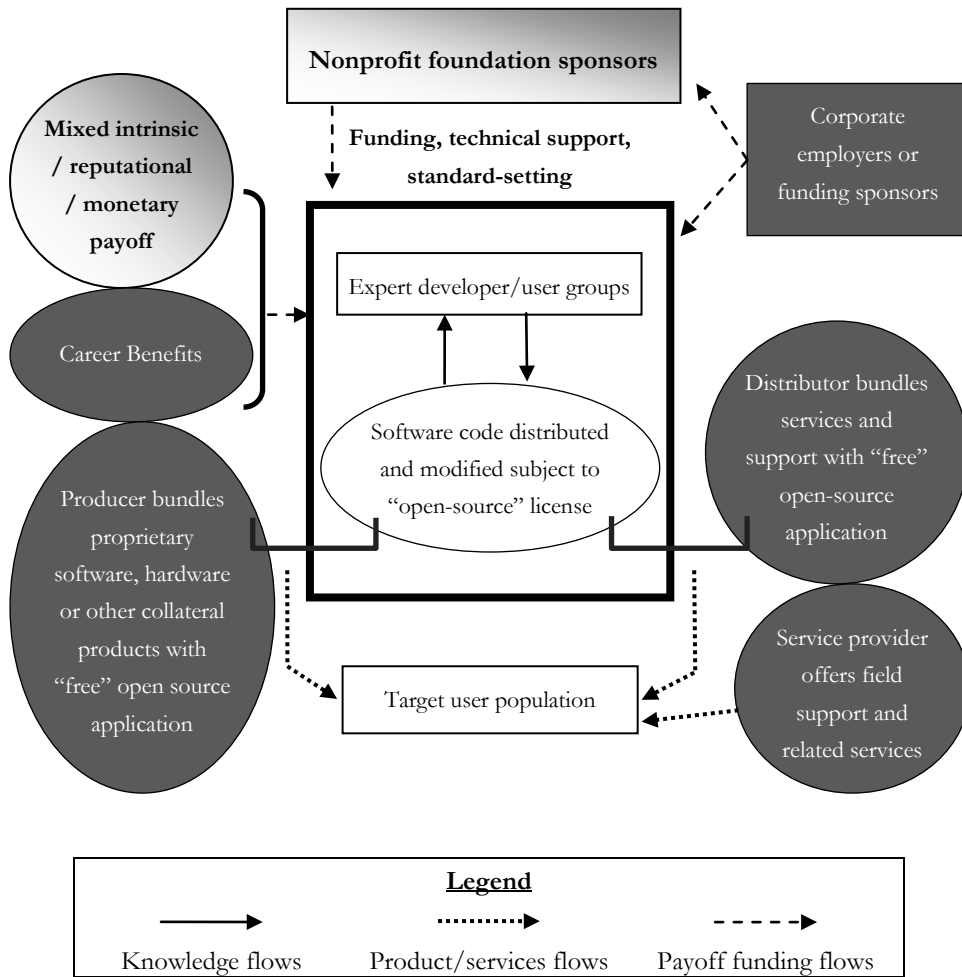 Nonprofit foundation sponsors
Mixed intrinsic
/ reputational
/ monetary
payoff
Funding, technical support,
standard-setting
Corporate
employers or
funding sponsors
Expert developer/user groups
Career Benefits
Software code distributed
and modified subject to
“open-source” license
Distributor bundles
services and
support with “free”
open-source
application
Producer bundles
proprietary
software, hardware
or other collateral
products with
“free” open source
application
Target user population
Service provider
offers field
support and
related services
Legend
Knowledge flows
Product/services flows
Payoff funding flows